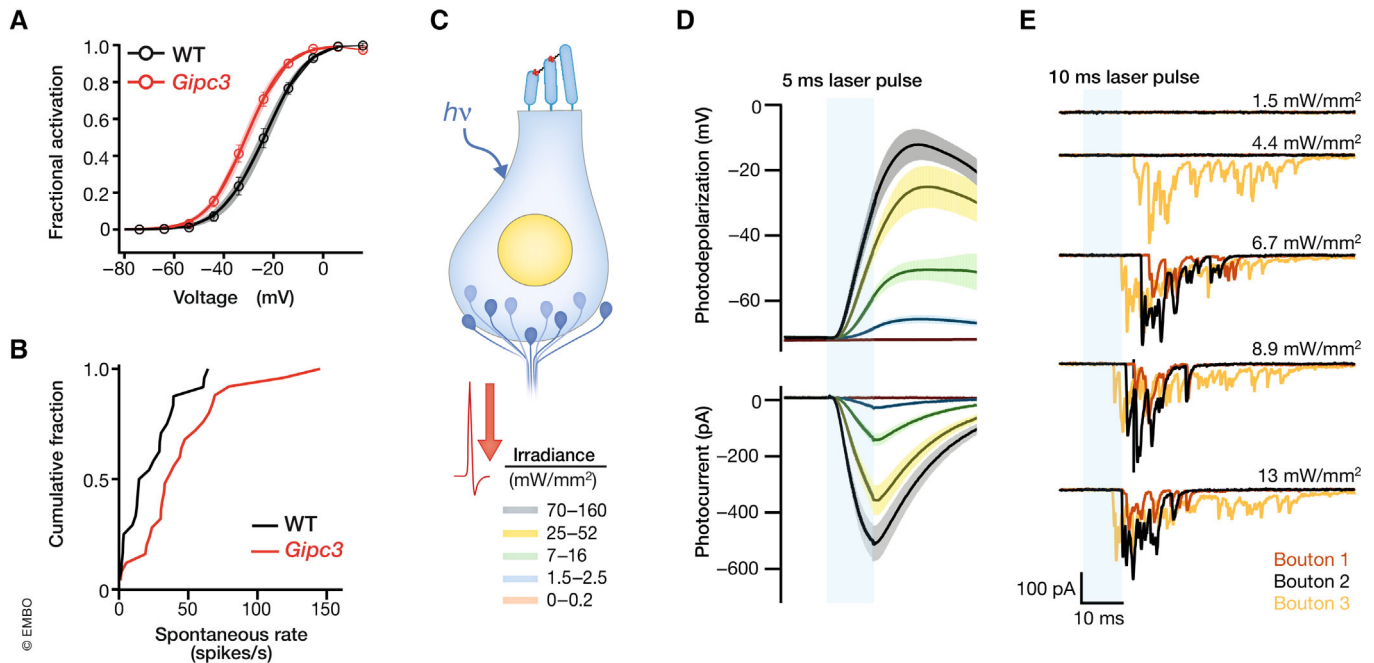 A
WT
Gipc3
Fractional activation
1.0
0.8
0.6
0.4
0.2
0
−80
−60
−40
−20
0
Voltage (mV)
B
Cumulative fraction
1.0
0.5
0
WT
Gipc3
0
50
100
150
Spontaneous rate
(spikes/s)
© EMBO
C
hν
Irradiance
(mW/mm²)
70–160
25–52
7–16
1.5–2.5
0–0.2
D
5 ms laser pulse
Photodepolarization (mV)
0
−20
−40
−60
Photocurrent (pA)
0
−200
−400
−600
E
10 ms laser pulse
1.5 mW/mm²
4.4 mW/mm²
6.7 mW/mm²
8.9 mW/mm²
13 mW/mm²
Bouton 1
Bouton 2
Bouton 3
100 pA
10 ms